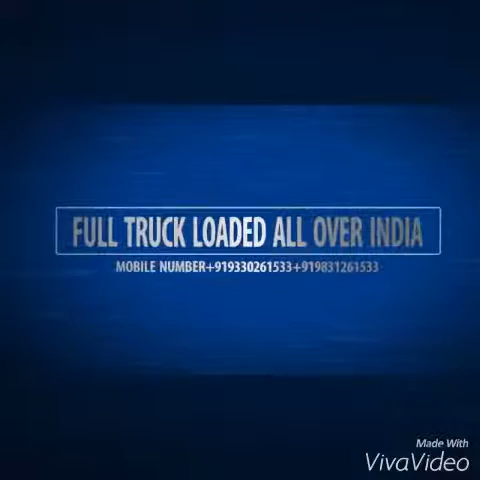 FULL TRUCK LOADED ALL OVER INDIA
MOBILE NUMBER+919330261533+919831261533
Made With
VivaVideo